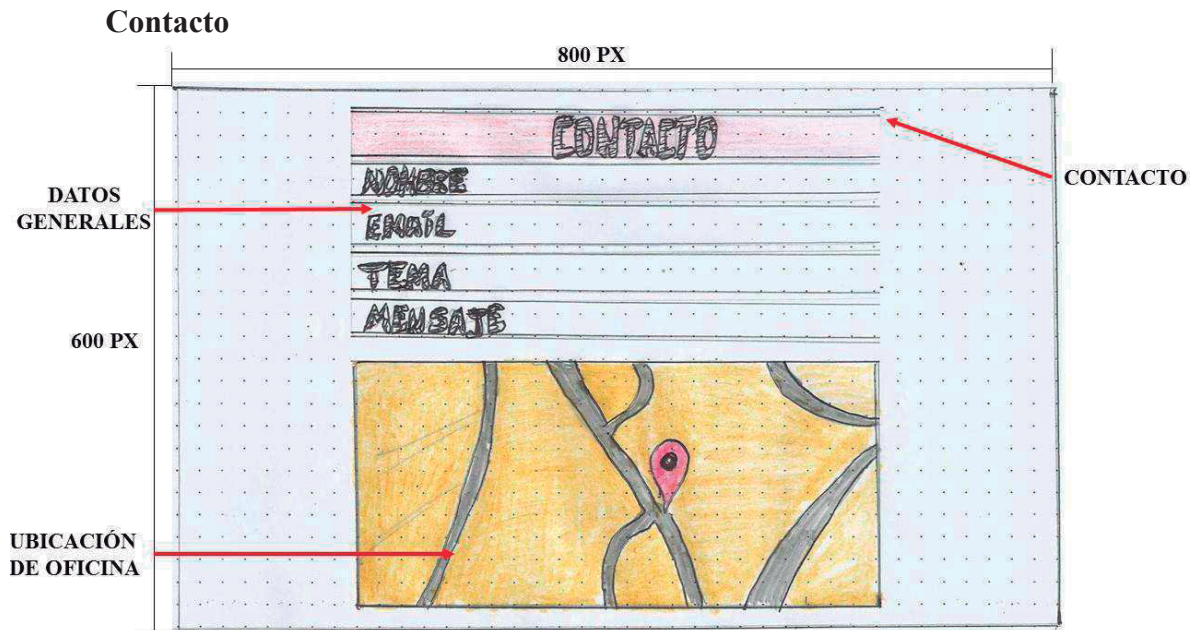 Contacto
800 PX
CONTACTO
CONTACTO
NOMBRE
DATOS
GENERALES
EMAIL
TEMA
MENSAJE
600 PX
UBICACIÓN
DE OFICINA